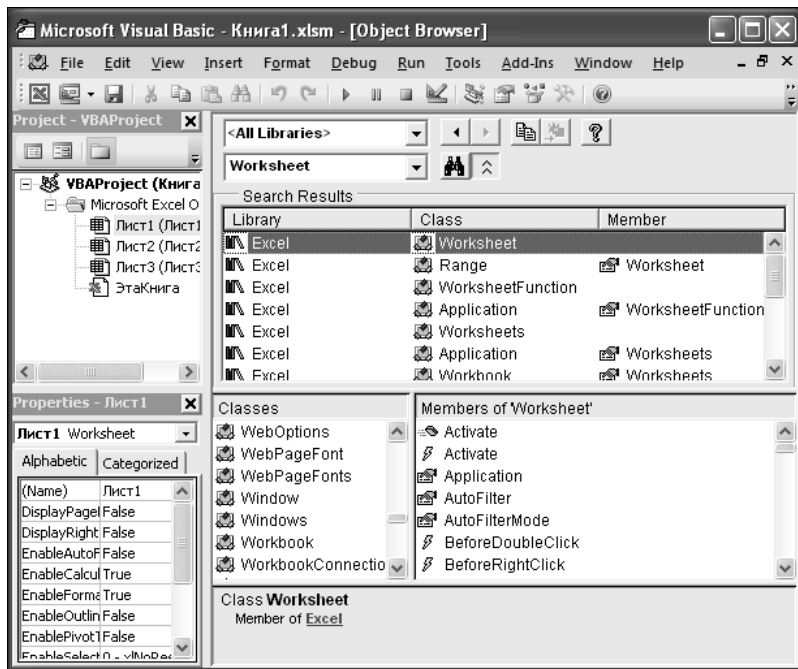 Microsoft Visual Basic - Книга1.xlsm - [Object Browser]
File Edit View Insert Format Debug Run Tools Add-Ins Window Help
Project - VBAProject
VBAProject (Книга
Microsoft Excel O
Лист1 (Лист1
Лист2 (Лист2
Лист3 (Лист3
ЭтаКнига
Properties - Лист1
Лист1 Worksheet
Alphabetic Categorized
(Name) Лист1
DisplayPageI False
DisplayRight False
EnableAutoF False
EnableCalcul True
EnableForma True
EnableOutlin False
EnablePivotT False
EnableSelect 0 - xlNoRes
<All Libraries>
Worksheet
Search Results
Library Class Member
Excel Worksheet
Excel Range Worksheet
Excel WorksheetFunction
Excel Application WorksheetFunction
Excel Worksheets
Excel Application Worksheets
Excel Workbook Worksheets
Classes
WebOptions
WebPageFont
WebPageFonts
Window
Windows
Workbook
WorkbookConnectio
Members of 'Worksheet'
Activate
Activate
Application
AutoFilter
AutoFilterMode
BeforeDoubleClick
BeforeRightClick
Class Worksheet
Member of Excel